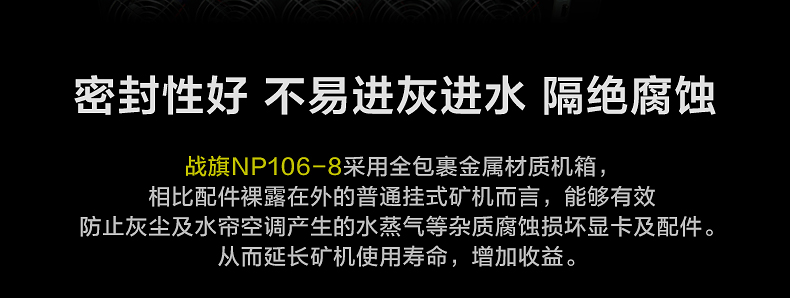 密封性好 不易进灰进水 隔绝腐蚀
战旗NP106-8采用全包裹金属材质机箱，
相比配件裸露在外的普通挂式矿机而言，能够有效
防止灰尘及水帘空调产生的水蒸气等杂质腐蚀损坏显卡及配件。
从而延长矿机使用寿命，增加收益。